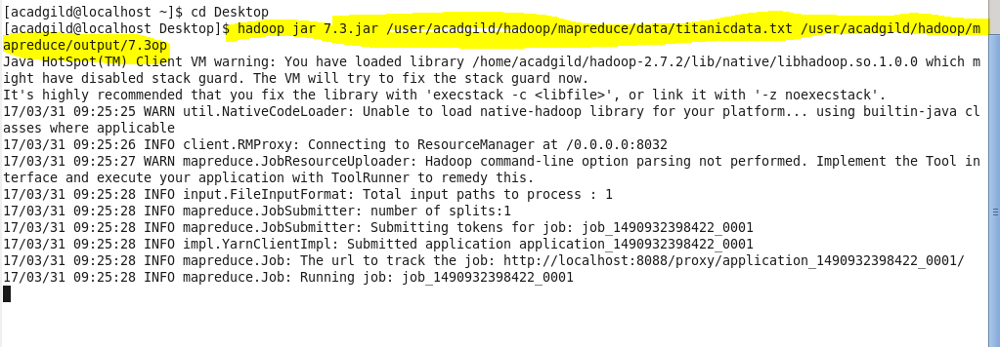 [acadgild@localhost ~]$ cd Desktop
[acadgild@localhost Desktop]$ hadoop jar 7.3.jar /user/acadgild/hadoop/mapreduce/data/titanicdata.txt /user/acadgild/hadoop/m
apreduce/output/7.3op
Java HotSpot(TM) Client VM warning: You have loaded library /home/acadgild/hadoop-2.7.2/lib/native/libhadoop.so.1.0.0 which m
ight have disabled stack guard. The VM will try to fix the stack guard now.
It's highly recommended that you fix the library with 'execstack -c <libfile>', or link it with '-z noexecstack'.
17/03/31 09:25:25 WARN util.NativeCodeLoader: Unable to load native-hadoop library for your platform... using builtin-java cl
asses where applicable
17/03/31 09:25:26 INFO client.RMProxy: Connecting to ResourceManager at /0.0.0.0:8032
17/03/31 09:25:27 WARN mapreduce.JobResourceUploader: Hadoop command-line option parsing not performed. Implement the Tool in
terface and execute your application with ToolRunner to remedy this.
17/03/31 09:25:28 INFO input.FileInputFormat: Total input paths to process : 1
17/03/31 09:25:28 INFO mapreduce.JobSubmitter: number of splits:1
17/03/31 09:25:28 INFO mapreduce.JobSubmitter: Submitting tokens for job: job_1490932398422_0001
17/03/31 09:25:28 INFO impl.YarnClientImpl: Submitted application application_1490932398422_0001
17/03/31 09:25:28 INFO mapreduce.Job: The url to track the job: http://localhost:8088/proxy/application_1490932398422_0001/
17/03/31 09:25:28 INFO mapreduce.Job: Running job: job_1490932398422_0001